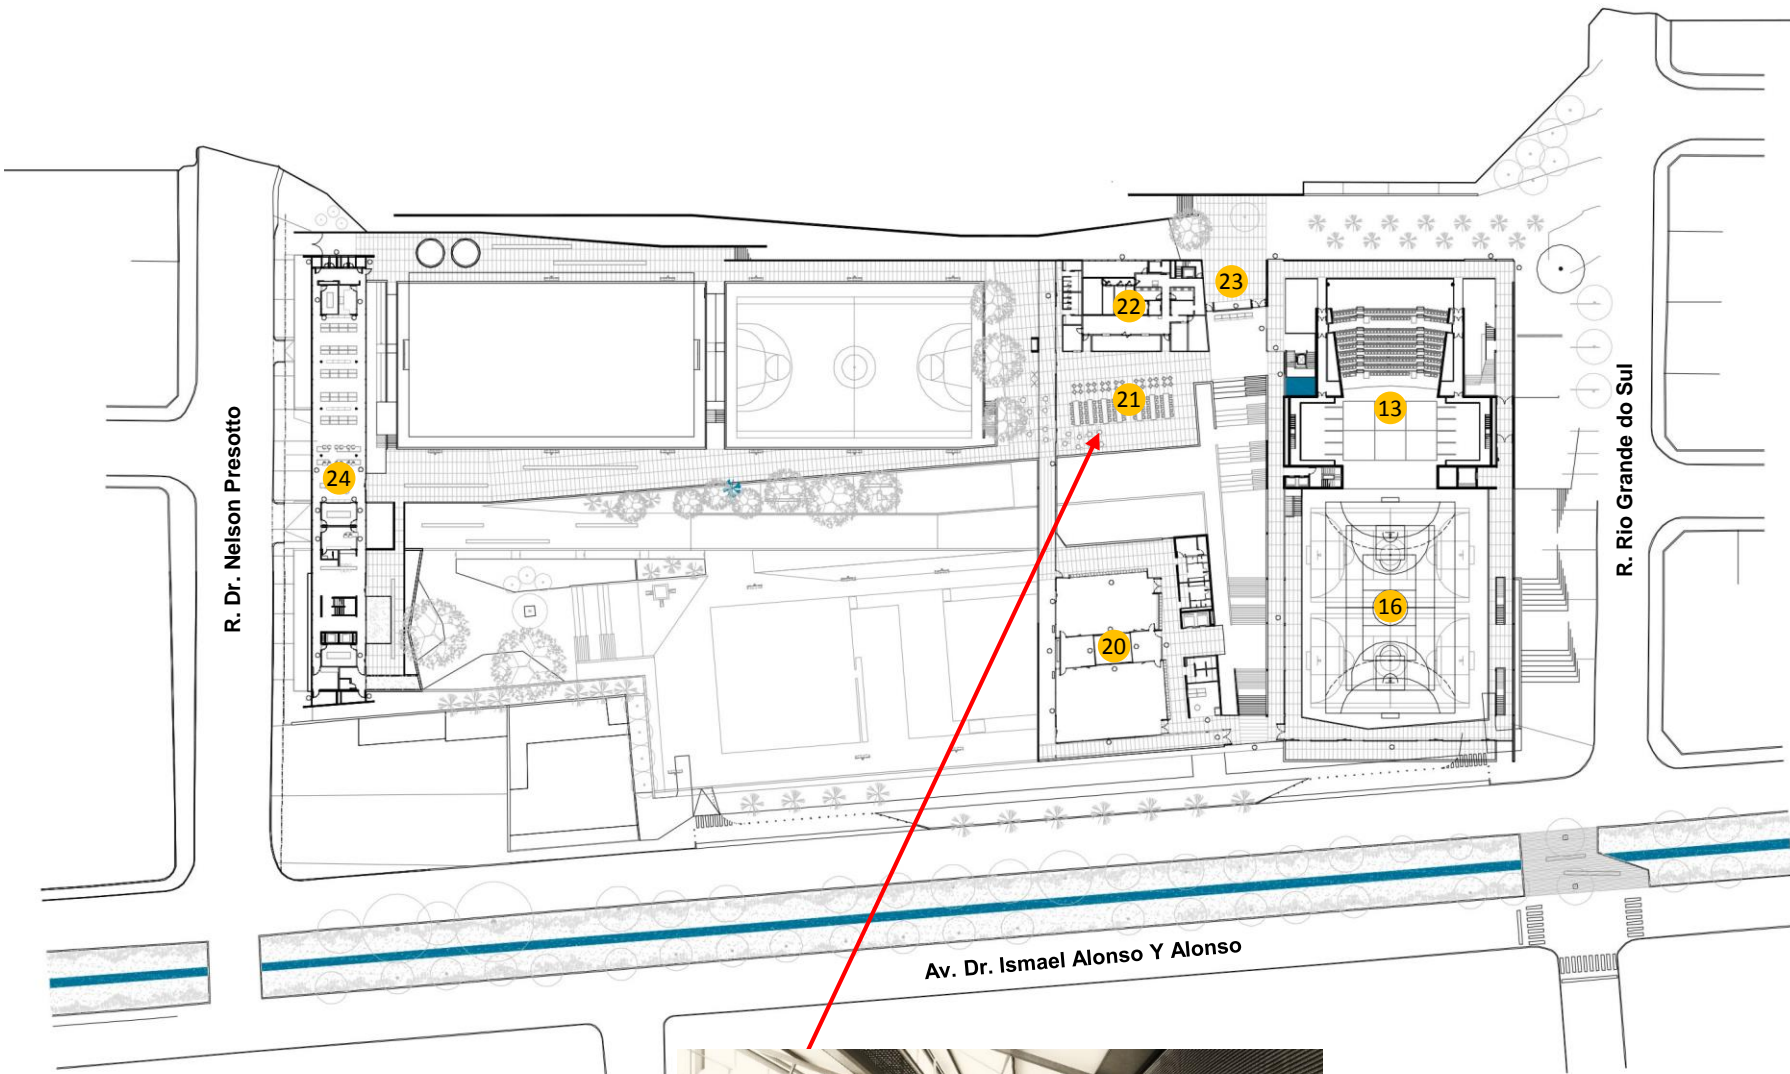 23
22
21
13
24
16
20
R. Dr. Nelson Presotto
R. Rio Grande do Sul
Av. Dr. Ismael Alonso Y Alonso